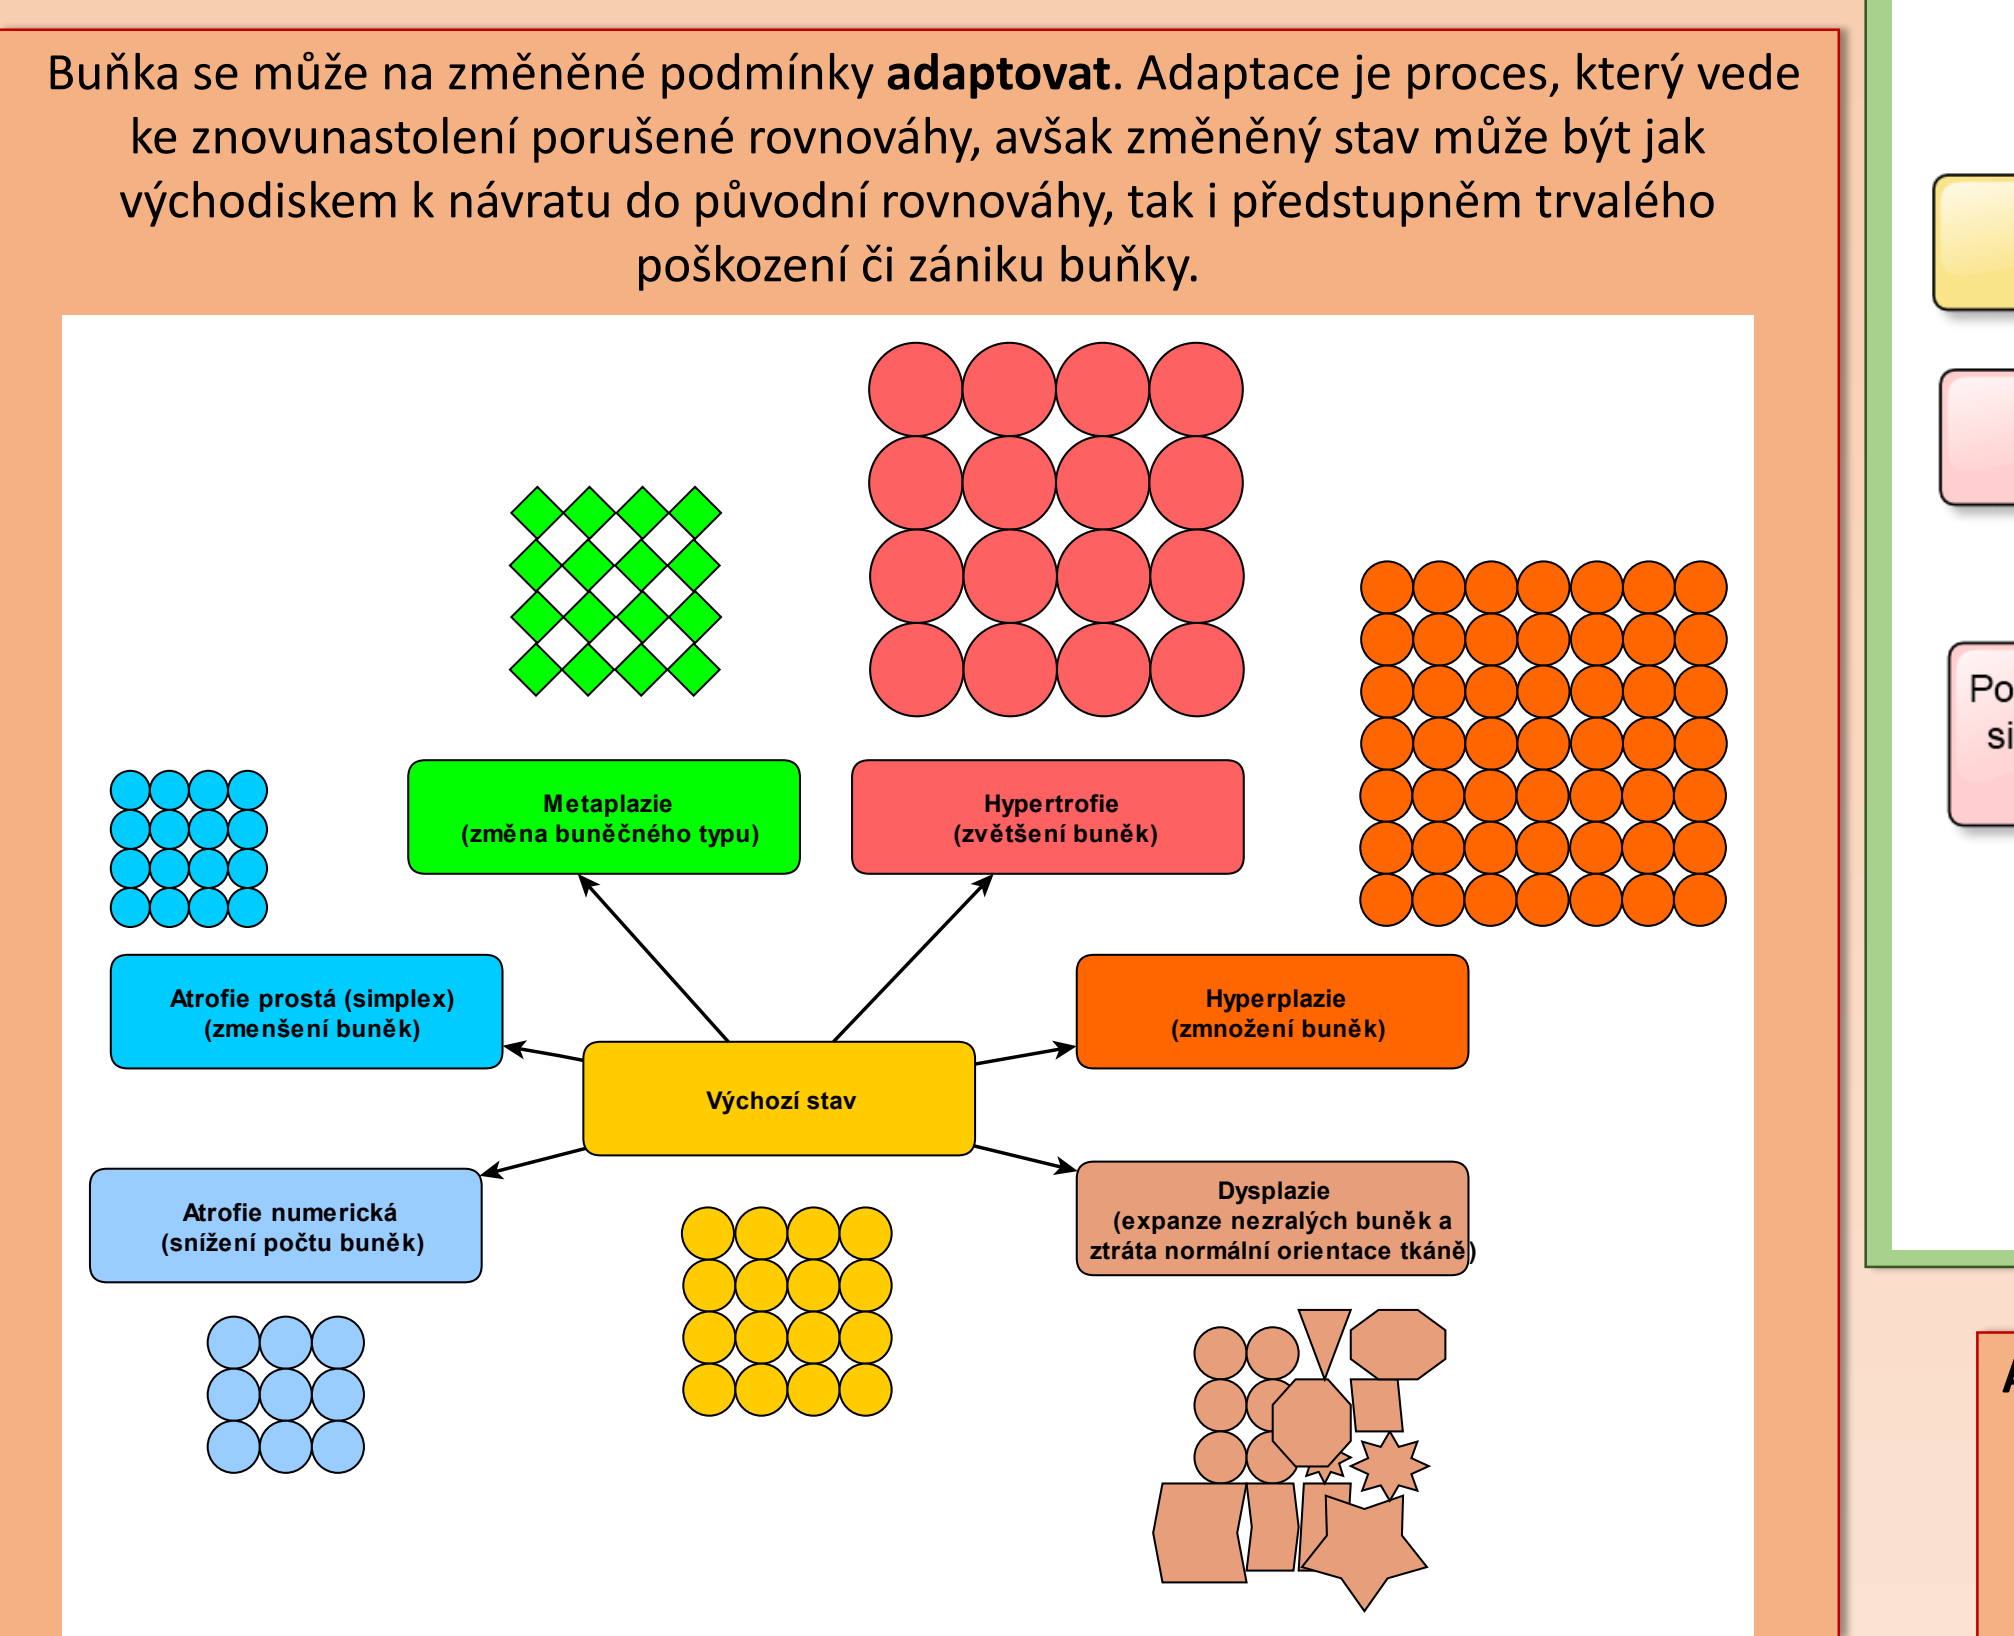 Buňka se může na změněné podmínky adaptovat. Adaptace je proces, který vede
ke znovunastolení porušené rovnováhy, avšak změněný stav může být jak
východiskem k návratu do původní rovnováhy, tak i předstupněm trvalého
poškození či zániku buňky.
Metaplazie
(změna buněčného typu)
Hypertrofie
(zvětšení buněk)
Atrofie prostá (simplex)
(zmenšení buněk)
Hyperplazie
(zmnožení buněk)
Výchozí stav
Atrofie numerická
(snížení počtu buněk)
Dysplazie
(expanze nezralých buněk a
ztráta normální orientace tkáně)
Po
si